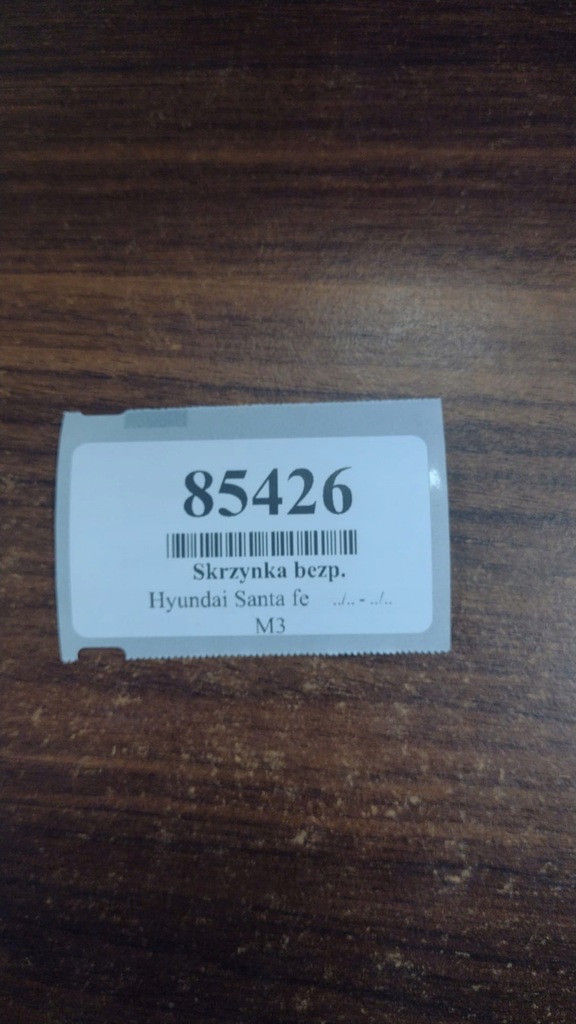 85426
Skrzynka bezp.
Hyundai Santa fe ../.. - ../..
M3